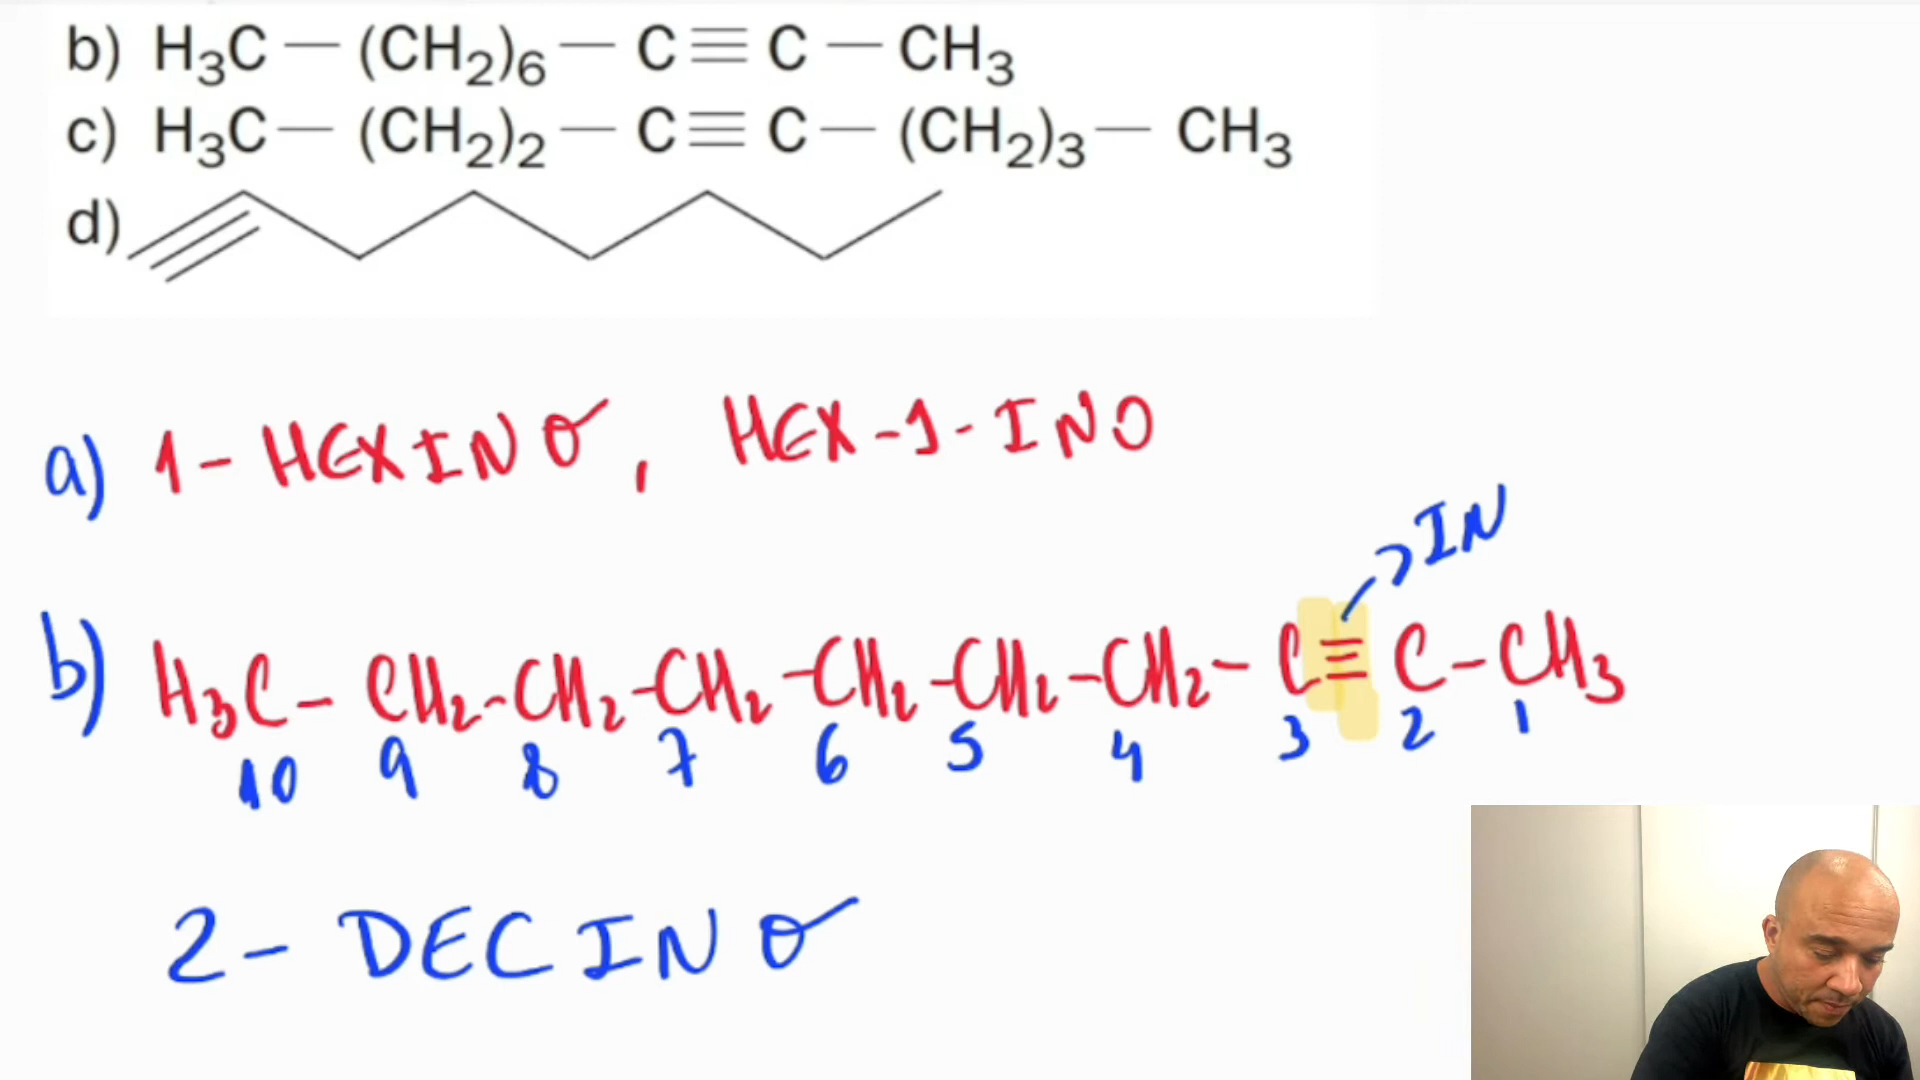 b) H₃C — (CH₂)₆ — C ≡ C — CH₃
c) H₃C — (CH₂)₂ — C ≡ C — (CH₂)₃ — CH₃
d)
a) 1 - HEXINO, HEX - 1 - INO
IN
b) H₃C - CH₂ - CH₂ - CH₂ - CH₂ - CH₂ - CH₂ - C ≡ C - CH₃
10 9 8 7 6 5 4 3 2 1
2 - DECINO